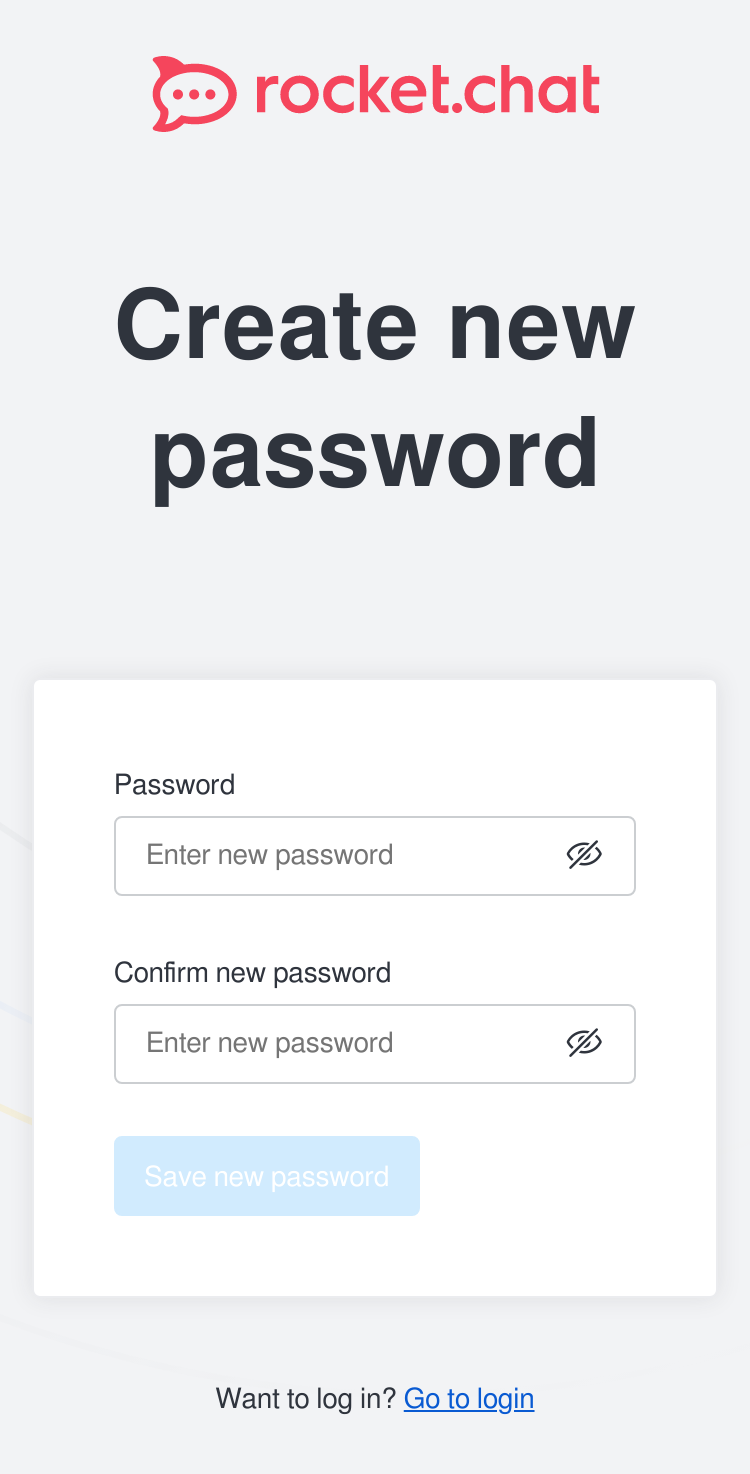 rocket.chat
Create new
password
Password
Enter new password
Confirm new password
Enter new password
Save new password
Want to log in? Go to login